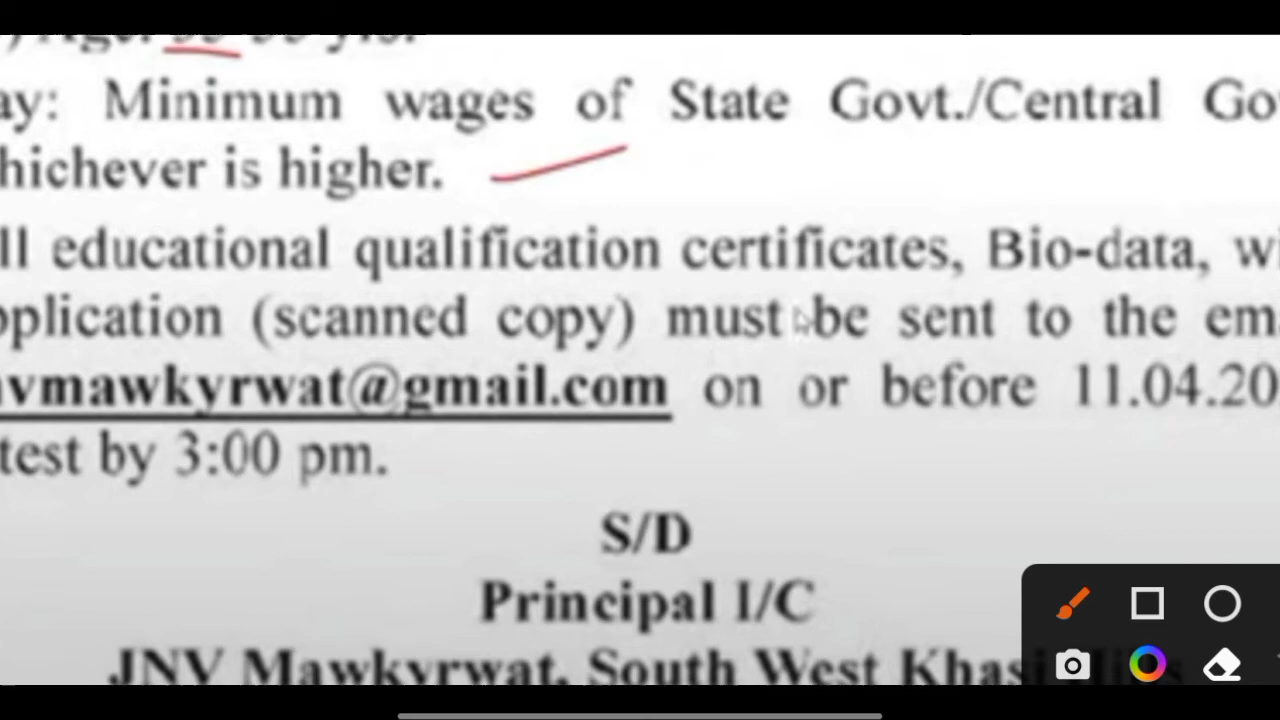 Age:
ay: Minimum wages of State Govt./Central Go
hichever is higher.
ll educational qualification certificates, Bio-data, wi
pplication (scanned copy) must be sent to the em
vmawkyrwat@gmail.com on or before 11.04.20
test by 3:00 pm.
S/D
Principal I/C
JNV Mawkyrwat, South West Khasi Hills